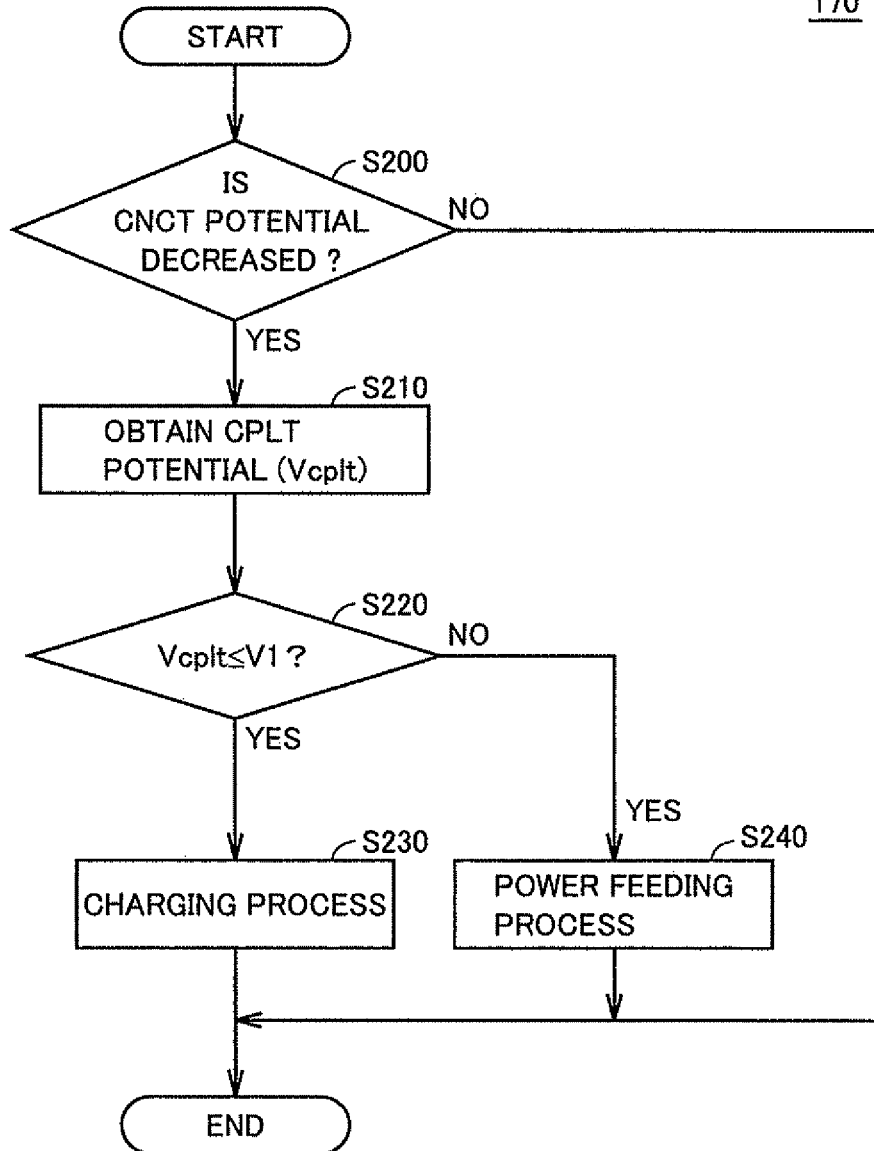 170
START
S200
IS
CNCT POTENTIAL
DECREASED ?
NO
YES
S210
OBTAIN CPLT
POTENTIAL (Vcplt)
S220
Vcplt≤V1 ?
NO
YES
YES
S230
S240
CHARGING PROCESS
POWER FEEDING
PROCESS
END